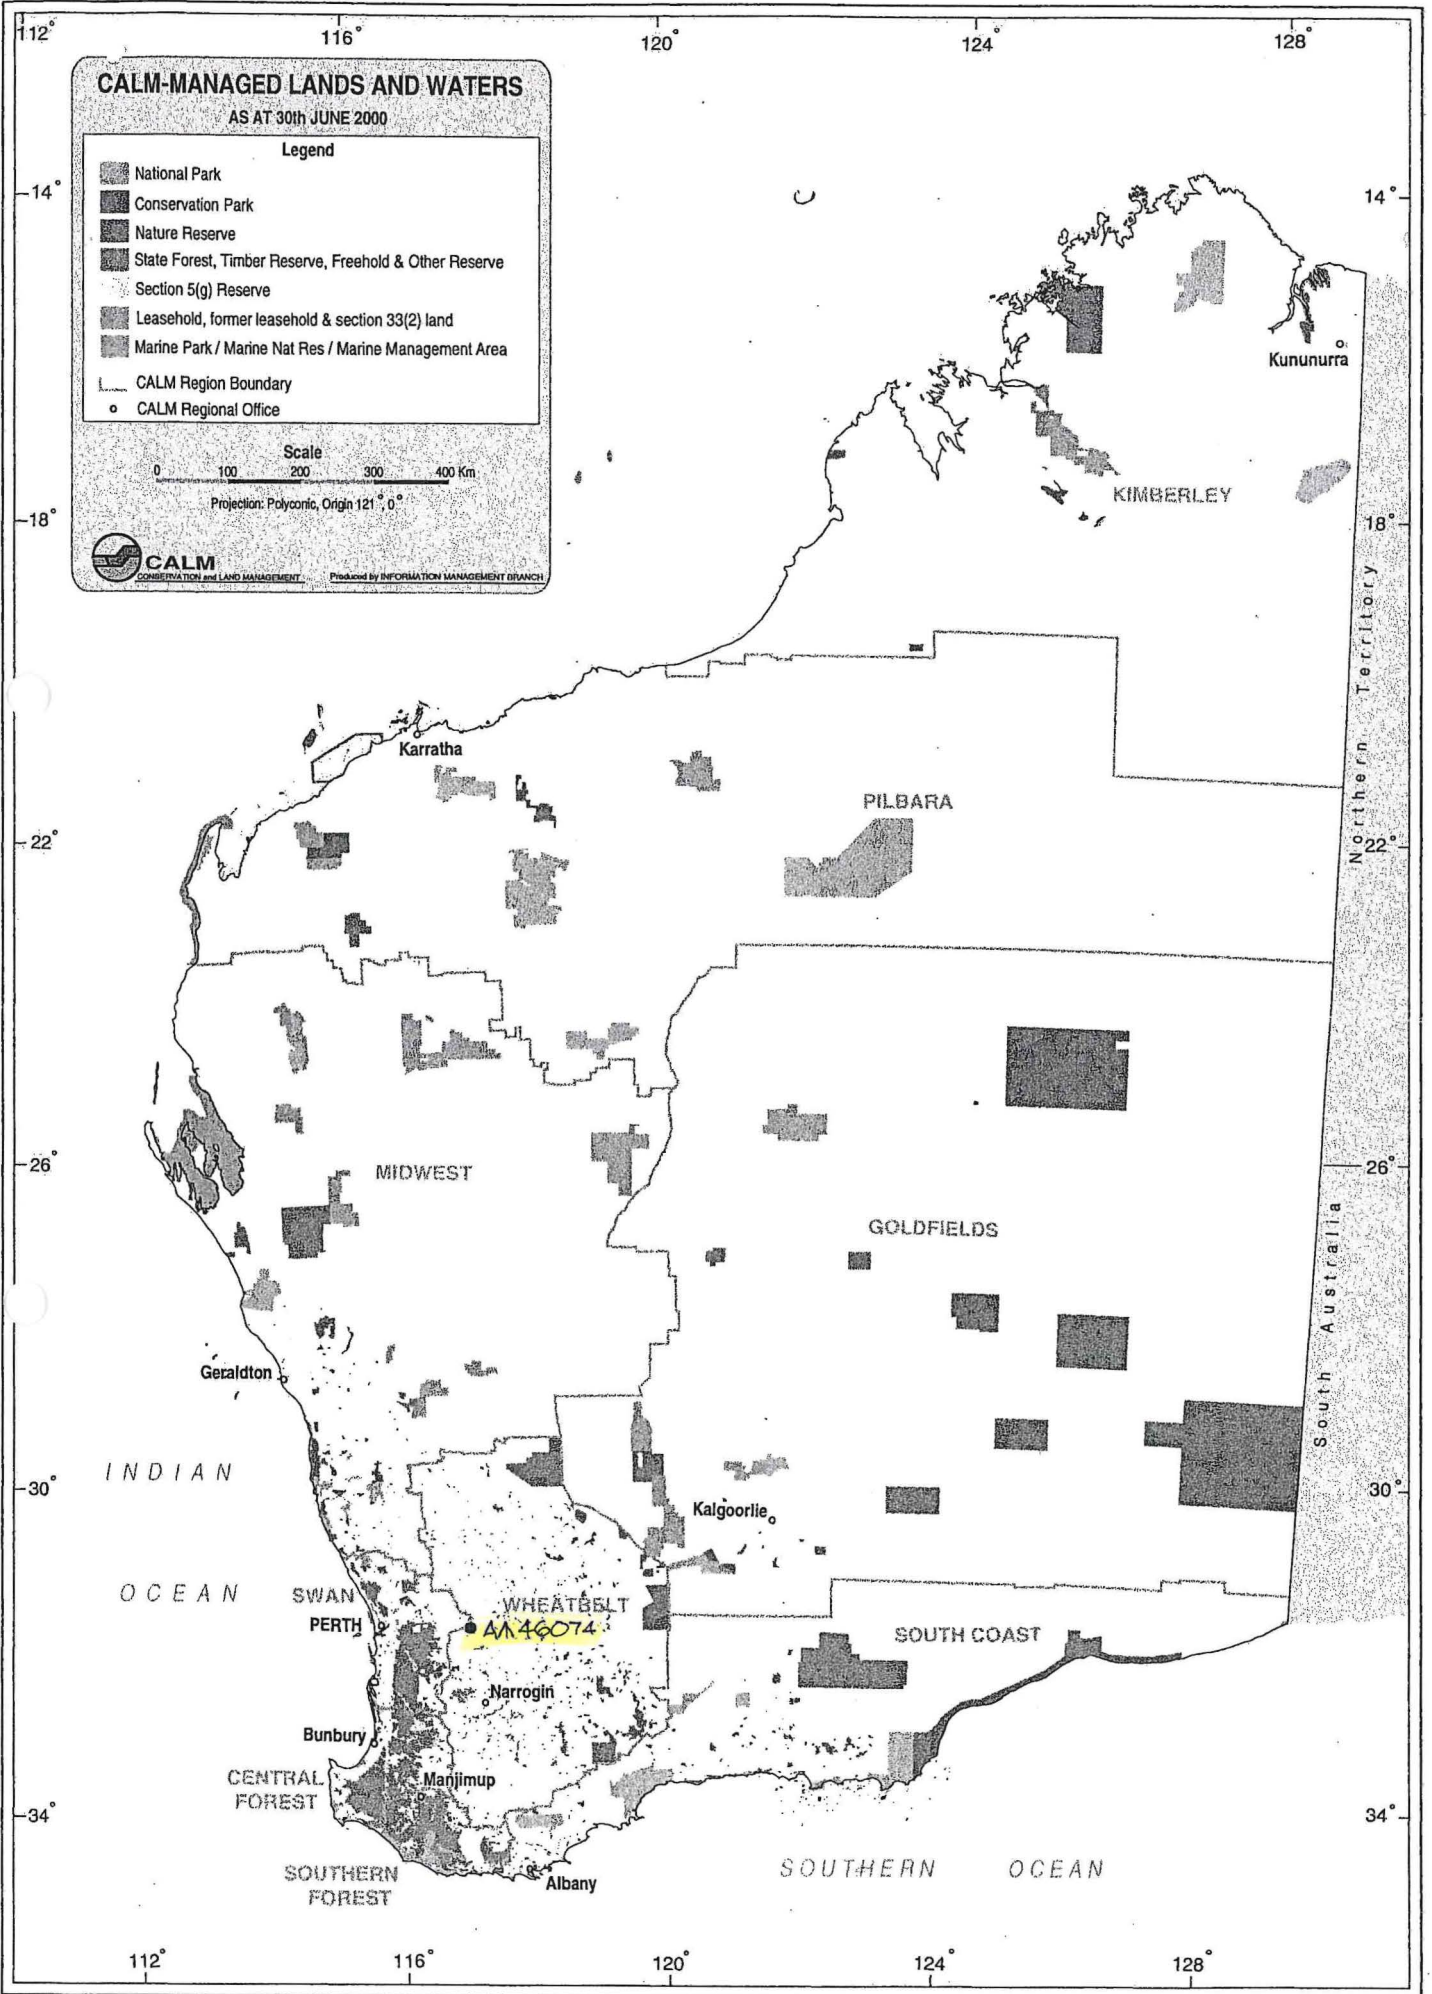 112°
116°
120°
124°
128°
CALM-MANAGED LANDS AND WATERS
AS AT 30th JUNE 2000
Legend
National Park
Conservation Park
Nature Reserve
State Forest, Timber Reserve, Freehold & Other Reserve
Section 5(g) Reserve
Leasehold, former leasehold & section 33(2) land
Marine Park / Marine Nat Res / Marine Management Area
CALM Region Boundary
CALM Regional Office
Scale
0 100 200 300 400 Km
Projection: Polyconic, Origin 121°, 0°
CALM
CONSERVATION and LAND MANAGEMENT
Produced by INFORMATION MANAGEMENT BRANCH
14°
14°
Kununurra
KIMBERLEY
18°
18°
Northern Territory
Karratha
PILBARA
22°
22°
26°
26°
MIDWEST
GOLDFIELDS
South Australia
Geraldton
INDIAN
30°
30°
Kalgoorlie
OCEAN
SWAN
WHEATBELT
PERTH
AA 46074
SOUTH COAST
Narrogin
Bunbury
CENTRAL
FOREST
Manjimup
34°
34°
SOUTHERN OCEAN
SOUTHERN
FOREST
Albany
112°
116°
120°
124°
128°